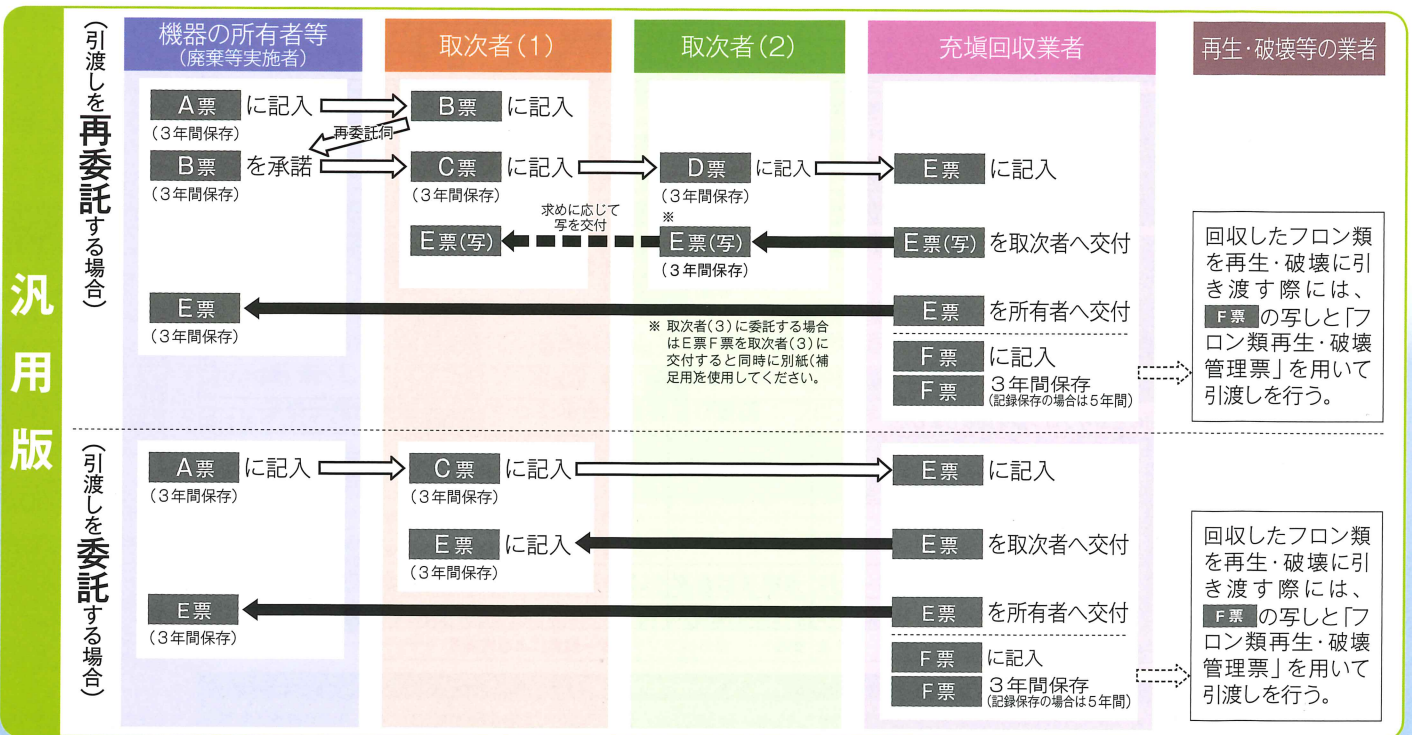 汎用版
(引渡しを再委託する場合)
機器の所有者等
(廃棄等実施者)
取次者(1)
取次者(2)
充塡回収業者
再生・破壊等の業者
A票 に記入
(3年間保存)
B票 に記入
再委託伺
B票 を承諾
(3年間保存)
C票 に記入
(3年間保存)
D票 に記入
(3年間保存)
E票 に記入
E票(写)
求めに応じて
写を交付
※
E票(写)
(3年間保存)
E票(写) を取次者へ交付
E票
(3年間保存)
E票 を所有者へ交付
※ 取次者(3)に委託する場合
はE票F票を取次者(3)に
交付すると同時に別紙(補
足用)を使用してください。
F票 に記入
F票 3年間保存
(記録保存の場合は5年間)
回収したフロン類
を再生・破壊に引
き渡す際には、
F票 の写しと「フ
ロン類再生・破壊
管理票」を用いて
引渡しを行う。
(引渡しを委託する場合)
A票 に記入
(3年間保存)
C票 に記入
(3年間保存)
E票 に記入
E票 に記入
(3年間保存)
E票 を取次者へ交付
E票
(3年間保存)
E票 を所有者へ交付
F票 に記入
F票 3年間保存
(記録保存の場合は5年間)
回収したフロン類
を再生・破壊に引
き渡す際には、
F票 の写しと「フ
ロン類再生・破壊
管理票」を用いて
引渡しを行う。